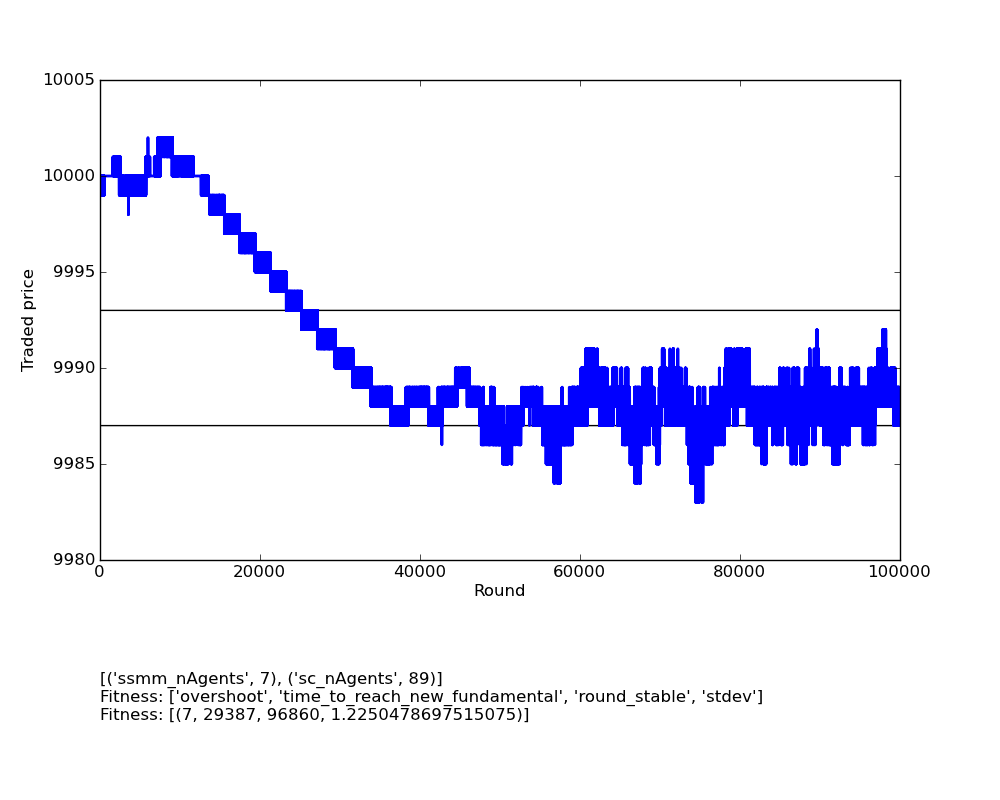 10005
10000
9995
9990
9985
9980
Traded price
0 20000 40000 60000 80000 100000
Round
[('ssmm_nAgents', 7), ('sc_nAgents', 89)]
Fitness: ['overshoot', 'time_to_reach_new_fundamental', 'round_stable', 'stdev']
Fitness: [(7, 29387, 96860, 1.2250478697515075)]